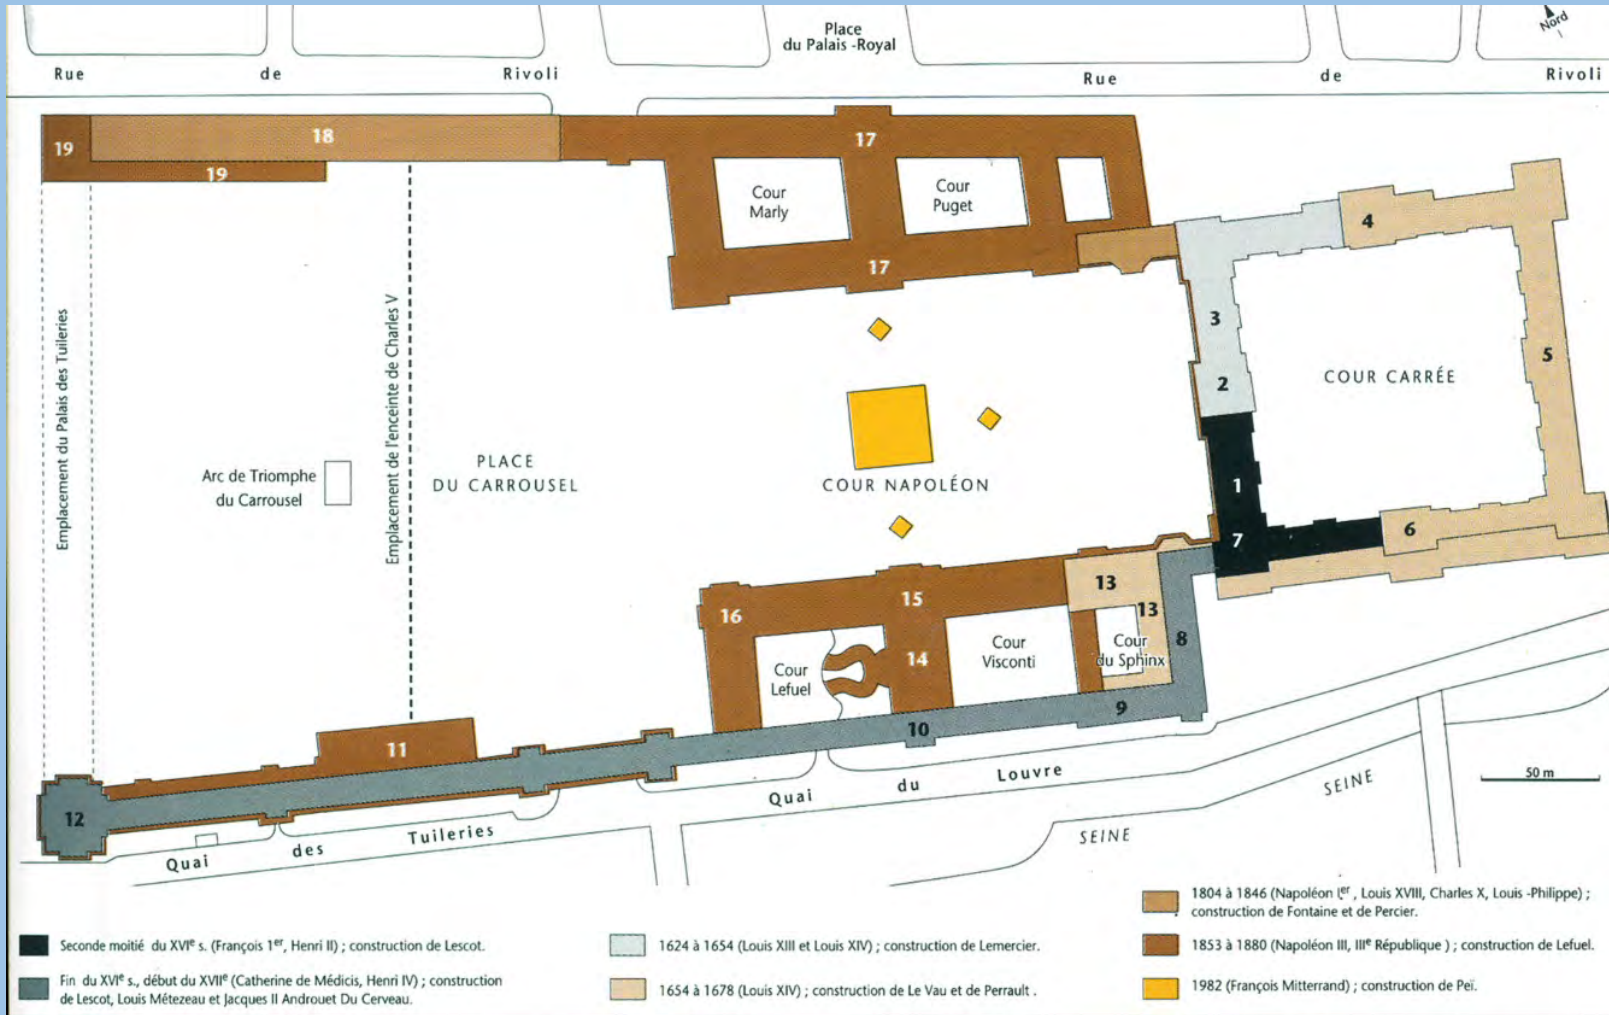 Place
du Palais -Royal
Nord
Rue de Rivoli
Rue de Rivoli
18
19
19
17
Cour
Marly
Cour
Puget
17
4
3
2
5
COUR CARRÉE
Emplacement du Palais des Tuileries
Emplacement de l'enceinte de Charles V
Arc de Triomphe
du Carrousel
PLACE
DU CARROUSEL
COUR NAPOLÉON
1
7
6
13
13
8
15
16
14
Cour
Visconti
Cour
du Sphinx
Cour
Lefuel
9
10
11
12
Quai du Louvre
Quai des Tuileries
SEINE
SEINE
50 m
Seconde moitié du XVIe s. (François 1er, Henri II) ; construction de Lescot.
Fin du XVIe s., début du XVIIe (Catherine de Médicis, Henri IV) ; construction
de Lescot, Louis Métezeau et Jacques II Androuet Du Cerveau.
1624 à 1654 (Louis XIII et Louis XIV) ; construction de Lemercier.
1654 à 1678 (Louis XIV) ; construction de Le Vau et de Perrault .
1804 à 1846 (Napoléon Ier , Louis XVIII, Charles X, Louis -Philippe) ;
construction de Fontaine et de Percier.
1853 à 1880 (Napoléon III, IIIe République ) ; construction de Lefuel.
1982 (François Mitterrand) ; construction de Peï.